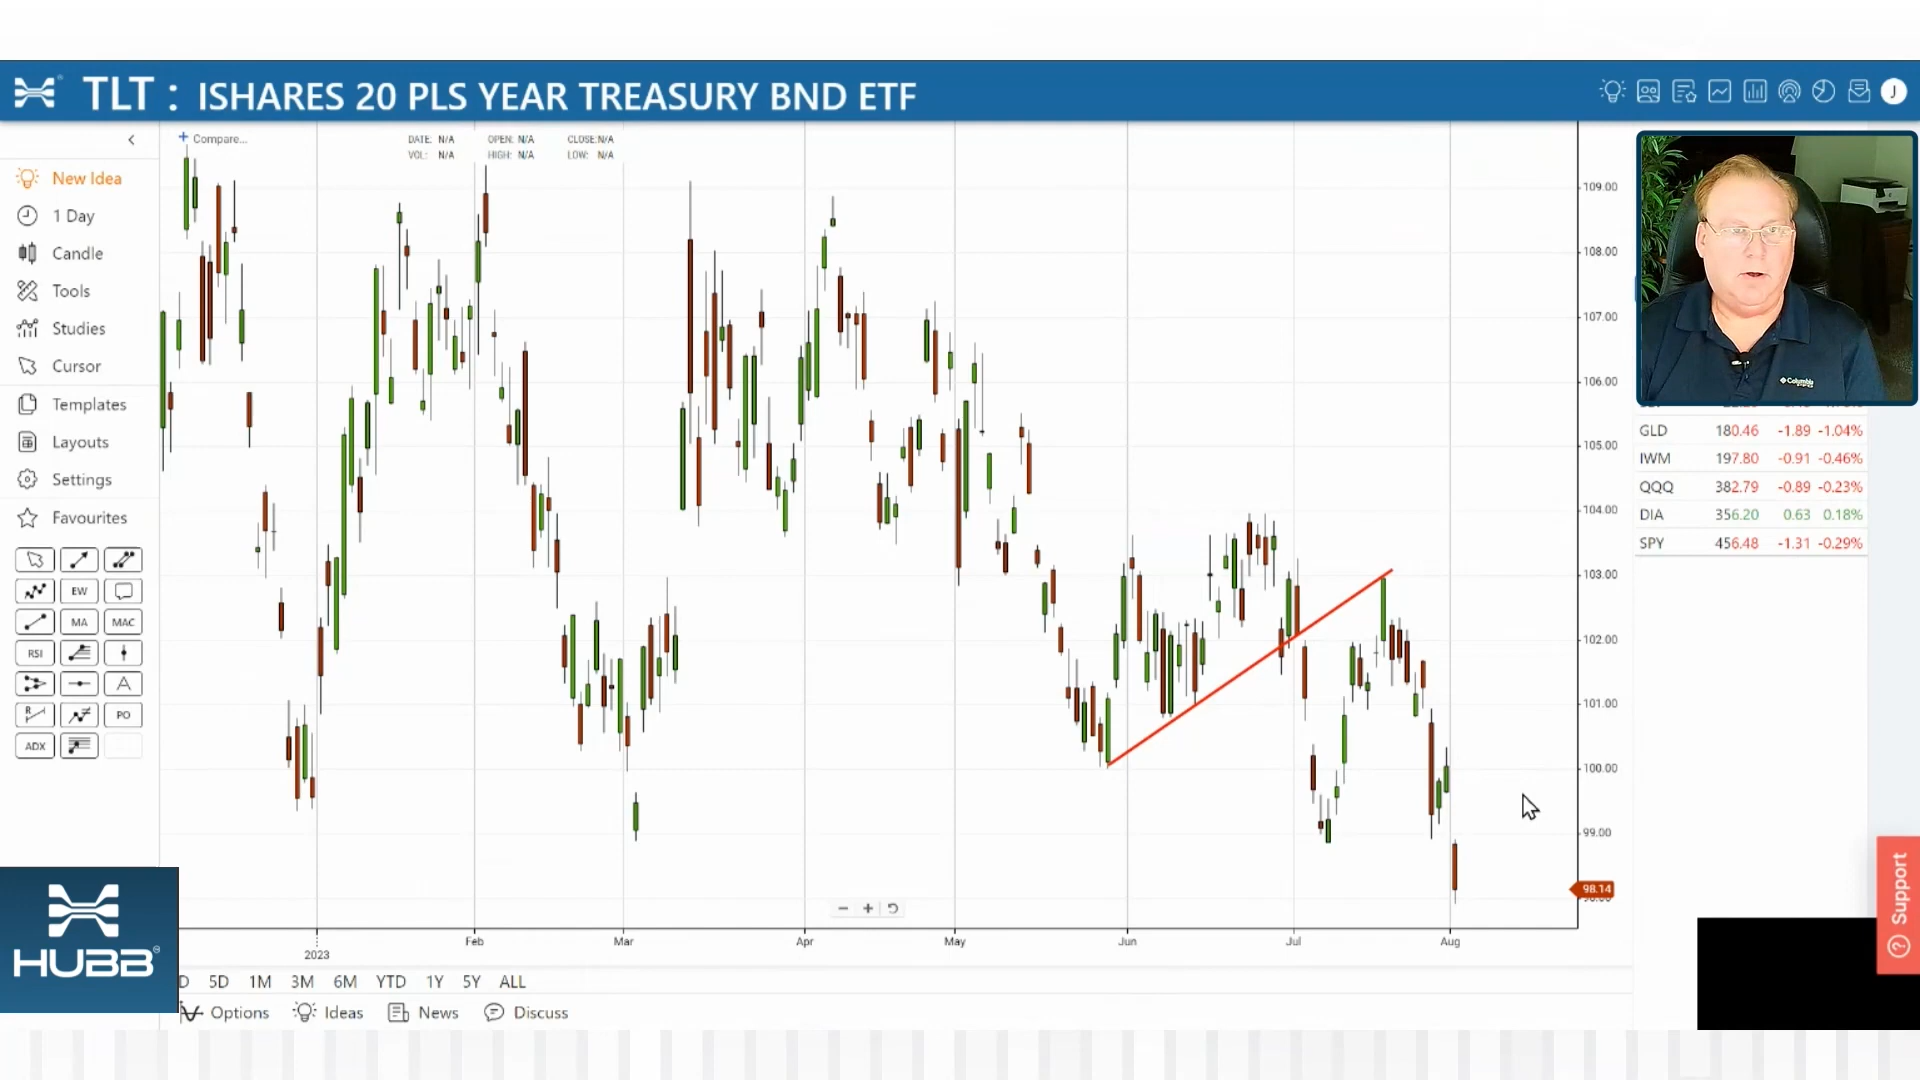 TLT : ISHARES 20 PLS YEAR TREASURY BND ETF
J
+ Compare...
DATE: N/A OPEN: N/A CLOSE:N/A
VOL: N/A HIGH: N/A LOW: N/A
New Idea
1 Day
Candle
Tools
Studies
Cursor
Templates
Layouts
Settings
Favourites
EW
MA MAC
RSI
A
R
PO
ADX
109.00
108.00
107.00
106.00
105.00
104.00
103.00
102.00
101.00
100.00
99.00
98.14
Columbia
GLD 180.46 -1.89 -1.04%
IWM 197.80 -0.91 -0.46%
QQQ 382.79 -0.89 -0.23%
DIA 356.20 0.63 0.18%
SPY 456.48 -1.31 -0.29%
Support
2023 Feb Mar Apr May Jun Jul Aug
HUBB
D 5D 1M 3M 6M YTD 1Y 5Y ALL
Options Ideas News Discuss